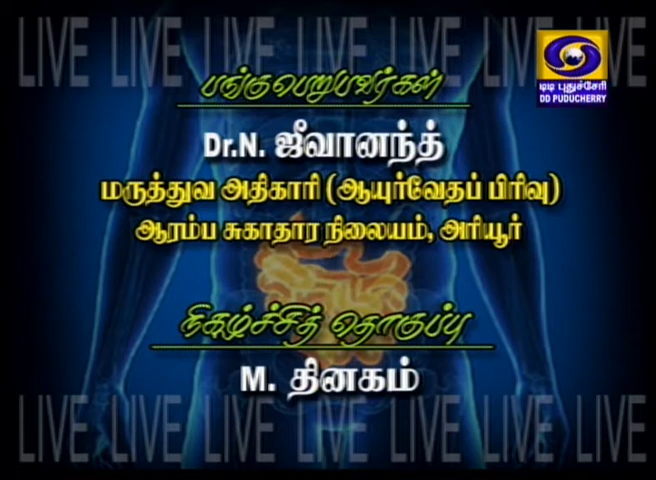 LIVE LIVE LIVE LIVE LIVE LIVE LIVE
டிடி புதுச்சேரி
DD PUDUCHERRY
பங்குபெறுபவர்கள்
Dr.N. ஜீவானந்த்
மருத்துவ அதிகாரி (ஆயுர்வேதப் பிரிவு)
ஆரம்ப சுகாதார நிலையம், அரியூர்
நிகழ்ச்சித் தொகுப்பு
M. தினகம்
LIVE LIVE LIVE LIVE LIVE LIVE LIVE